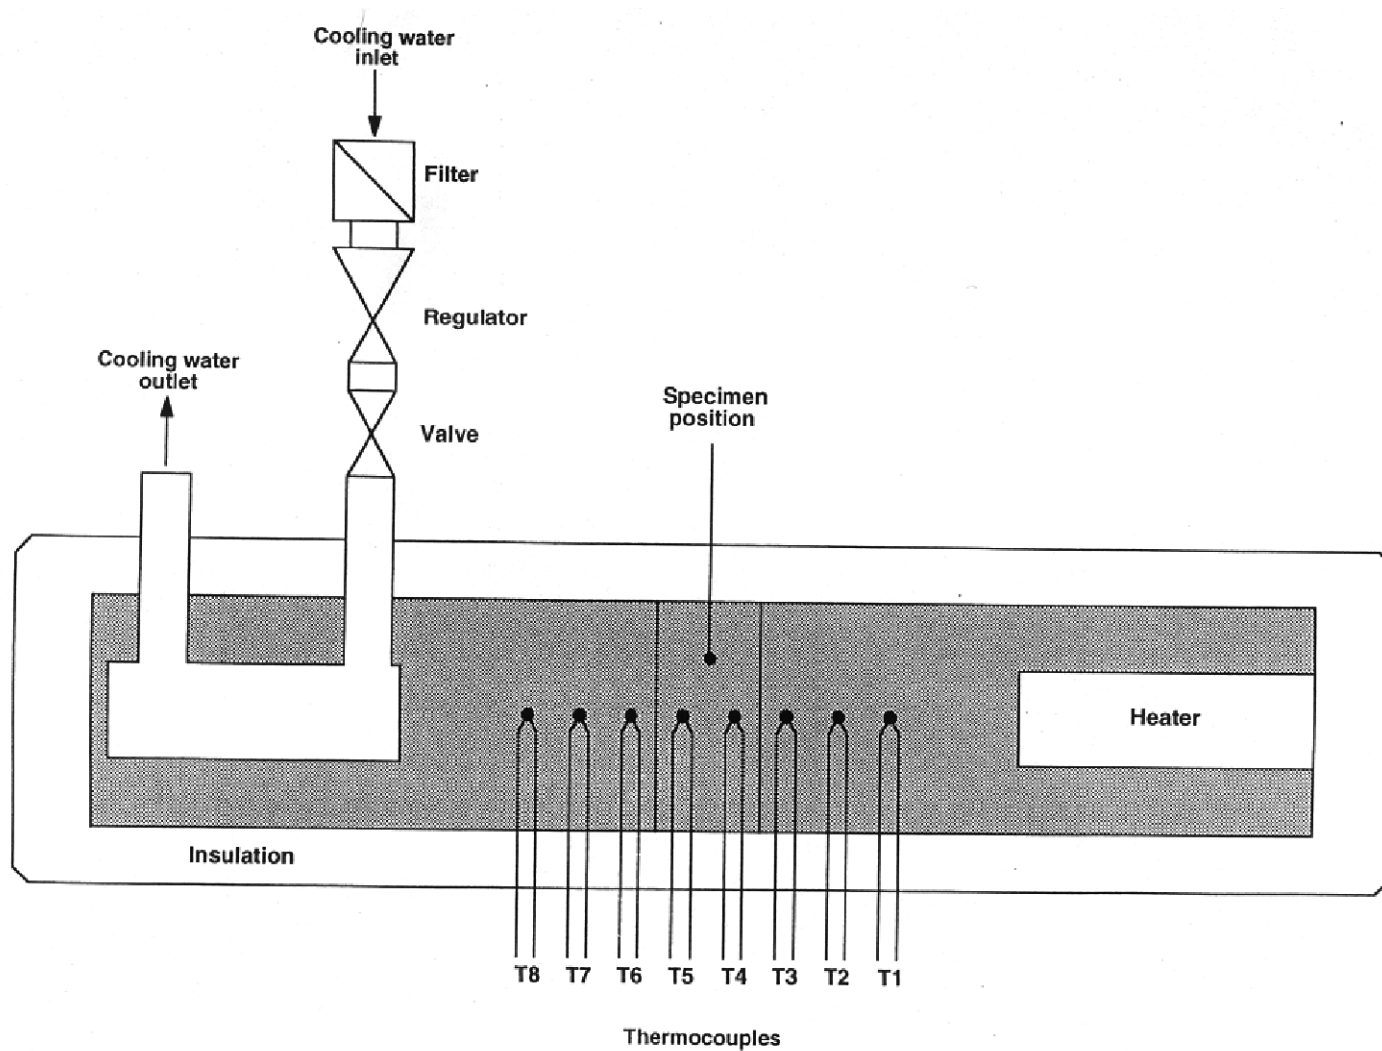 Cooling water
inlet
Filter
Regulator
Cooling water
outlet
Valve
Specimen
position
Heater
Insulation
T8 T7 T6 T5 T4 T3 T2 T1
Thermocouples